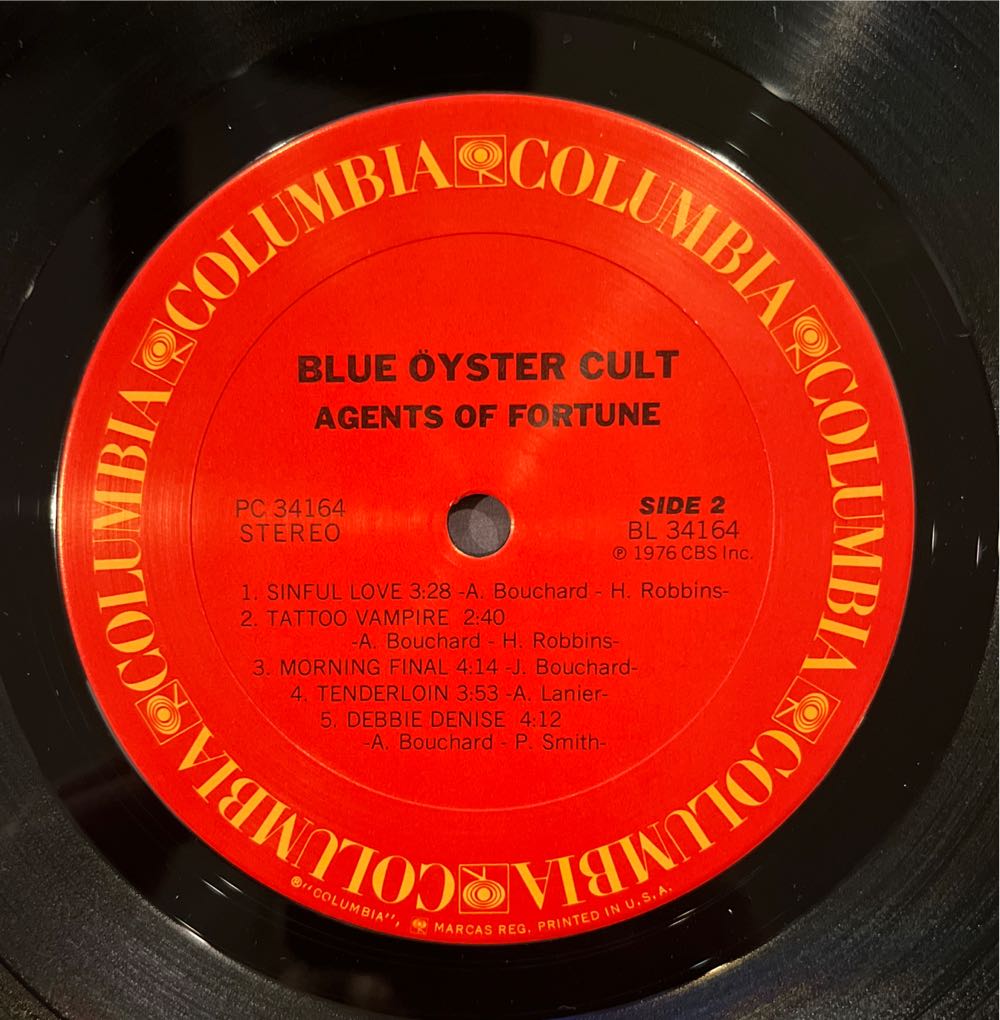 COLUMBIA COLUMBIA COLUMBIA COLUMBIA COLUMBIA COLUMBIA
BLUE ÖYSTER CULT
AGENTS OF FORTUNE
PC 34164
STEREO
SIDE 2
BL 34164
℗ 1976 CBS Inc.
1. SINFUL LOVE 3:28 -A. Bouchard - H. Robbins-
2. TATTOO VAMPIRE 2:40
-A. Bouchard - H. Robbins-
3. MORNING FINAL 4:14 -J. Bouchard-
4. TENDERLOIN 3:53 -A. Lanier-
5. DEBBIE DENISE 4:12
-A. Bouchard - P. Smith-
®"COLUMBIA", MARCAS REG. PRINTED IN U.S.A.